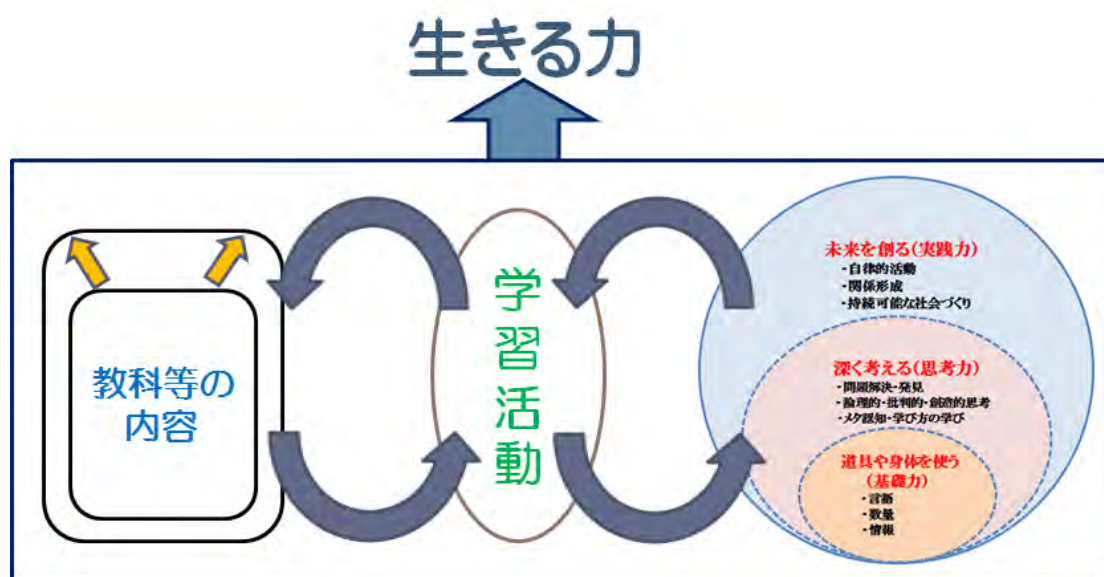 生きる力
教科等の
内容
学習活動
未来を創る(実践力)
・自律的活動
・関係形成
・持続可能な社会づくり
深く考える(思考力)
・問題解決・発見
・論理的・批判的・創造的思考
・メタ認知・学び方の学び
道具や身体を使う
(基礎力)
・言語
・数量
・情報